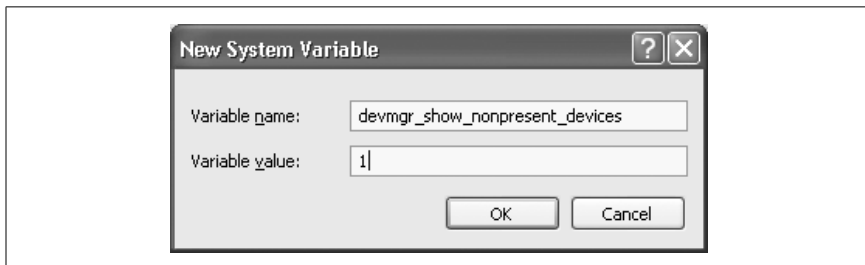 New System Variable
Variable name: devmgr_show_nonpresent_devices
Variable value: 1
OK Cancel